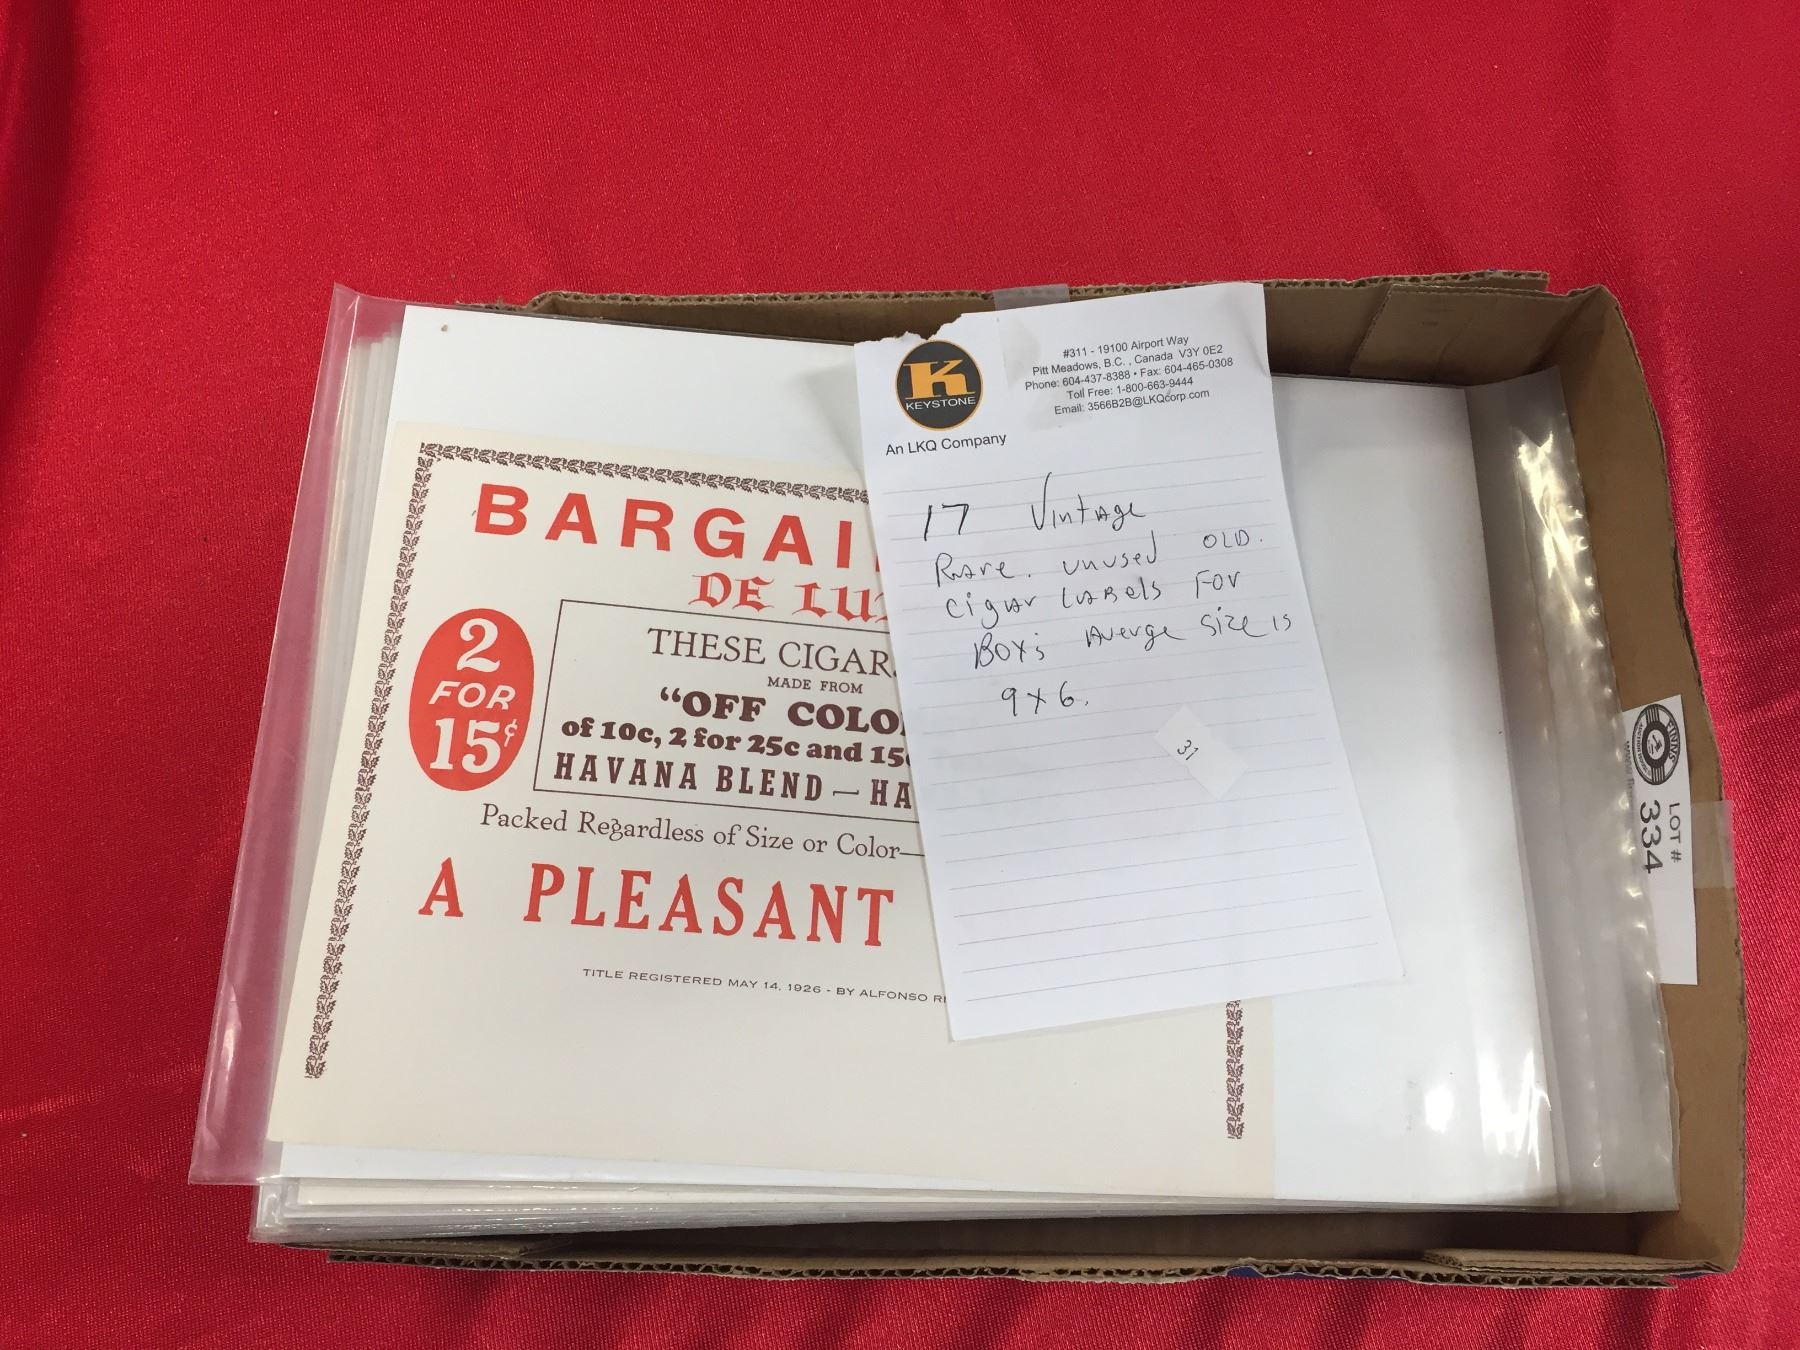 BARGAI
DE LU
2
FOR
15¢
THESE CIGAR
MADE FROM
"OFF COLO
of 10c, 2 for 25c and 15
HAVANA BLEND — HA
Packed Regardless of Size or Color—
A PLEASANT
TITLE REGISTERED MAY 14, 1926 - BY ALFONSO R
K
KEYSTONE
An LKQ Company
#311 - 19100 Airport Way
Pitt Meadows, B.C. , Canada V3Y 0E2
Phone: 604-437-8388 • Fax: 604-465-0308
Toll Free: 1-800-663-9444
Email: 3566B2B@LKQcorp.com
17 Vintage
Rare. unused OLD.
cigar Labels For
Box; Averge size is
9 x 6.
31
LOT #
334